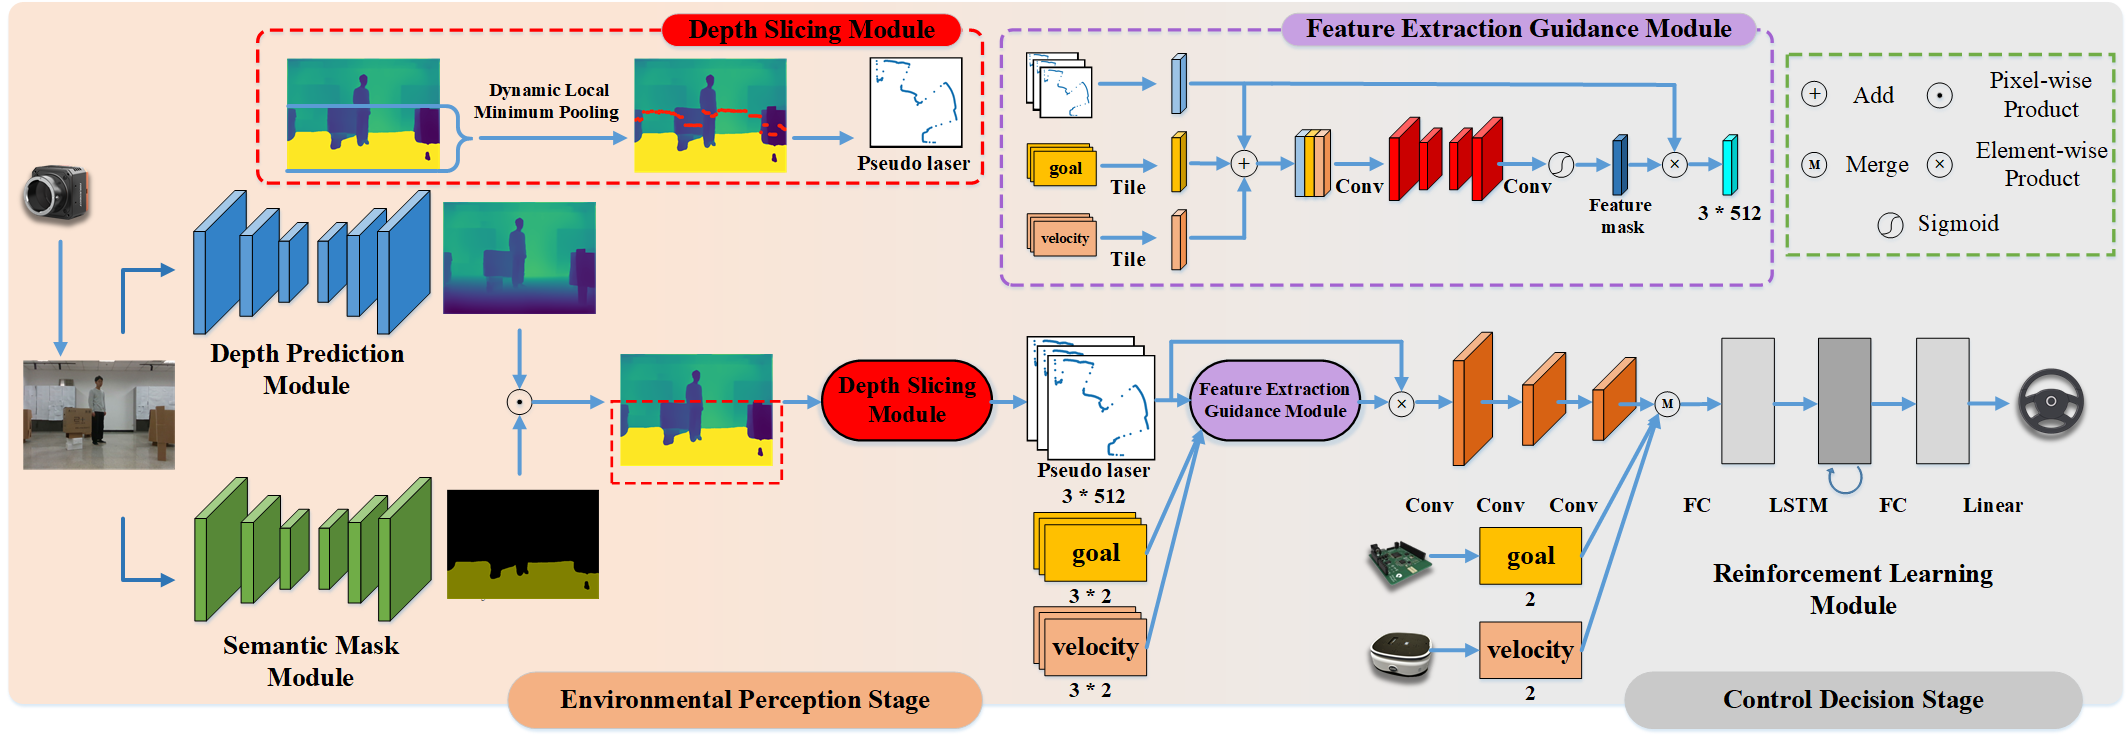 Depth Slicing Module
Dynamic Local
Minimum Pooling
Pseudo laser
Feature Extraction Guidance Module
goal
Tile
velocity
Tile
+
Conv
Conv
Feature
mask
×
3 * 512
+
Add
Pixel-wise
Product
M
Merge
×
Element-wise
Product
Sigmoid
Depth Prediction
Module
Semantic Mask
Module
Depth Slicing
Module
Pseudo laser
3 * 512
goal
3 * 2
velocity
3 * 2
Feature Extraction
Guidance Module
×
M
Conv
Conv
Conv
FC
LSTM
FC
Linear
goal
2
velocity
2
Reinforcement Learning
Module
Environmental Perception Stage
Control Decision Stage